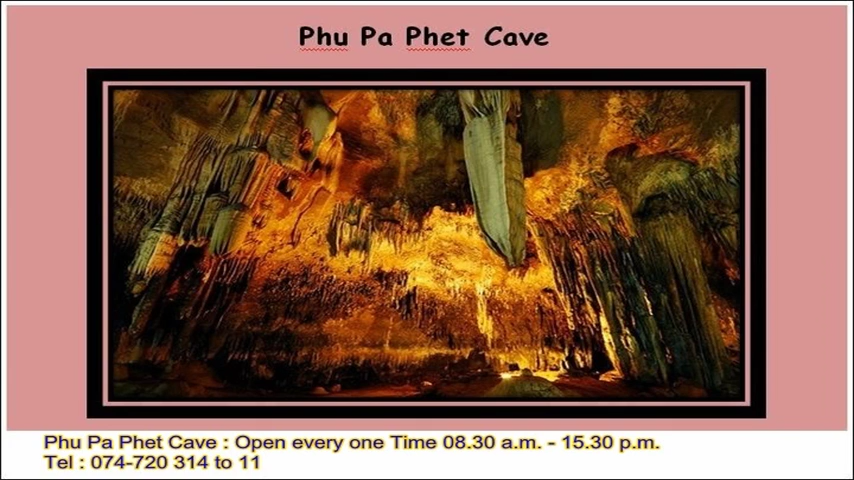 Phu Pa Phet Cave
Phu Pa Phet Cave : Open every one Time 08.30 a.m. - 15.30 p.m.
Tel : 074-720 314 to 11